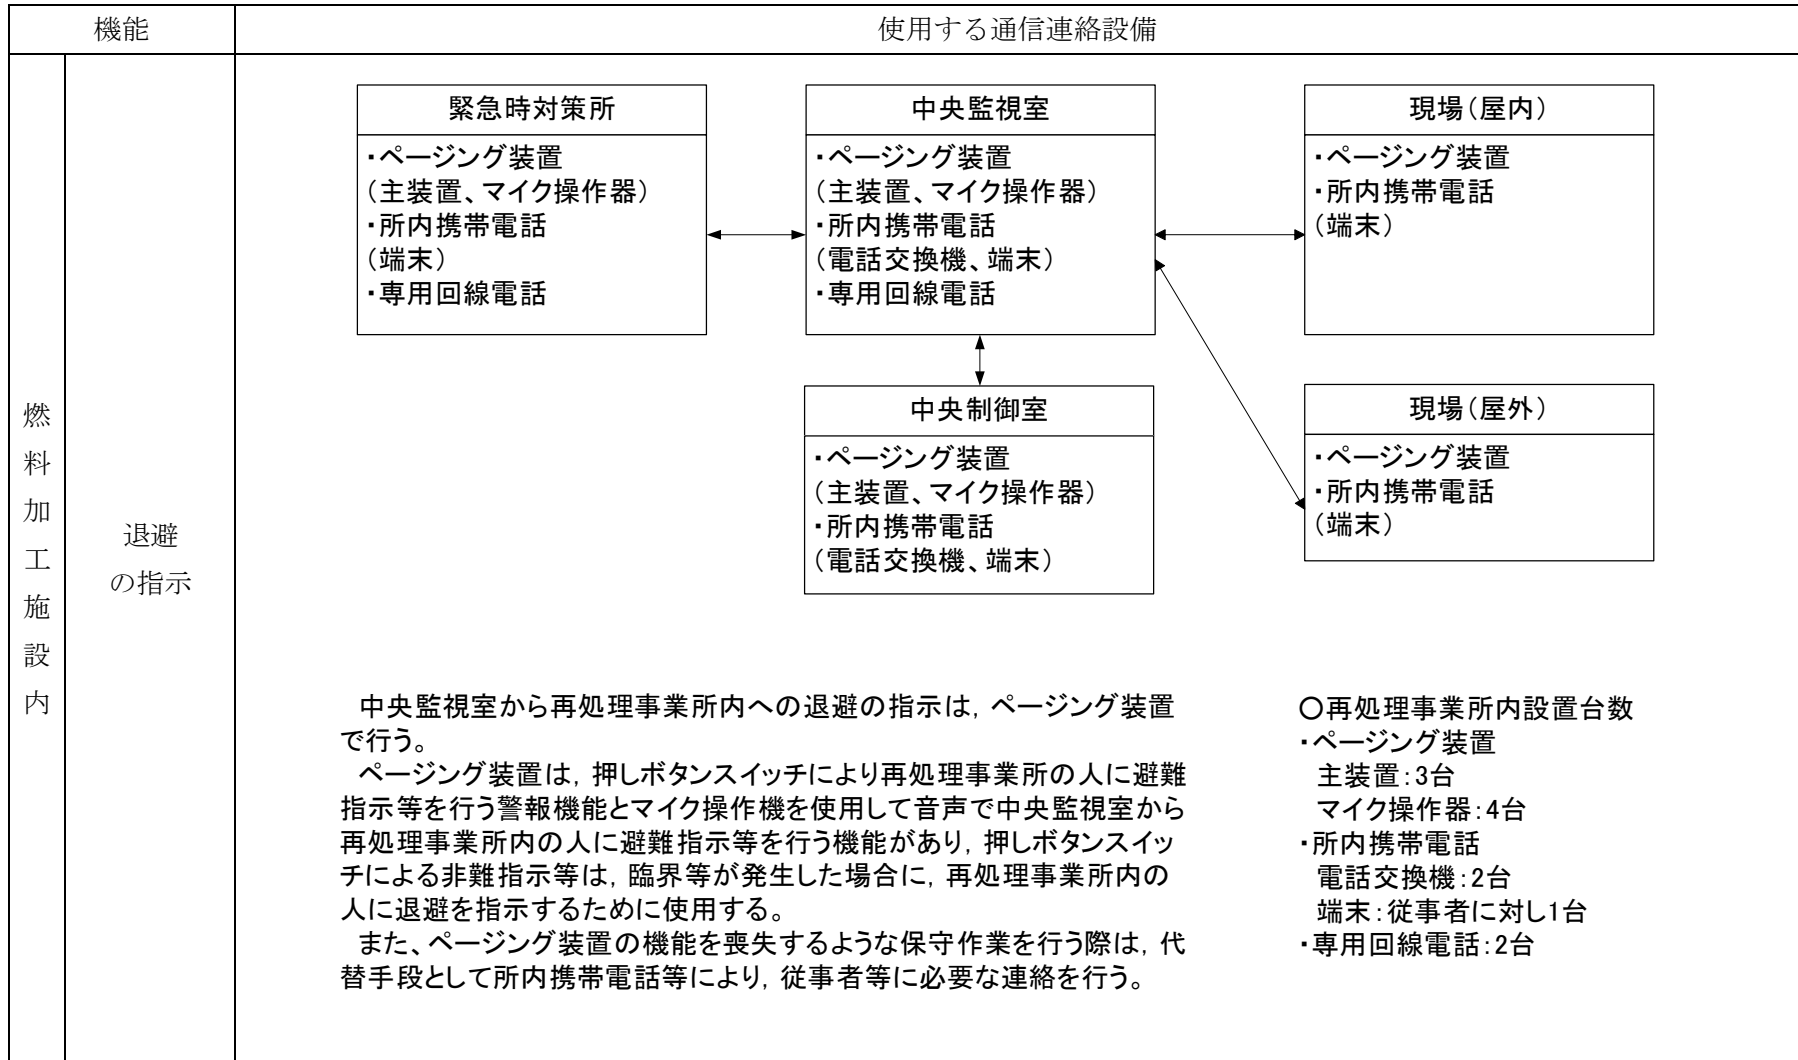 機能
使用する通信連絡設備
燃料加工施設内
退避
の指示
緊急時対策所
・ページング装置
(主装置、マイク操作器)
・所内携帯電話
(端末)
・専用回線電話
中央監視室
・ページング装置
(主装置、マイク操作器)
・所内携帯電話
(電話交換機、端末)
・専用回線電話
現場(屋内)
・ページング装置
・所内携帯電話
(端末)
中央制御室
・ページング装置
(主装置、マイク操作器)
・所内携帯電話
(電話交換機、端末)
現場(屋外)
・ページング装置
・所内携帯電話
(端末)
中央監視室から再処理事業所内への退避の指示は, ページング装置
で行う。
ページング装置は, 押しボタンスイッチにより再処理事業所の人に避難
指示等を行う警報機能とマイク操作機を使用して音声で中央監視室から
再処理事業所内の人に避難指示等を行う機能があり, 押しボタンスイッ
チによる非難指示等は, 臨界等が発生した場合に, 再処理事業所内の
人に退避を指示するために使用する。
また、ページング装置の機能を喪失するような保守作業を行う際は, 代
替手段として所内携帯電話等により, 従事者等に必要な連絡を行う。
○再処理事業所内設置台数
・ページング装置
主装置:3台
マイク操作器:4台
・所内携帯電話
電話交換機:2台
端末:従事者に対し1台
・専用回線電話:2台